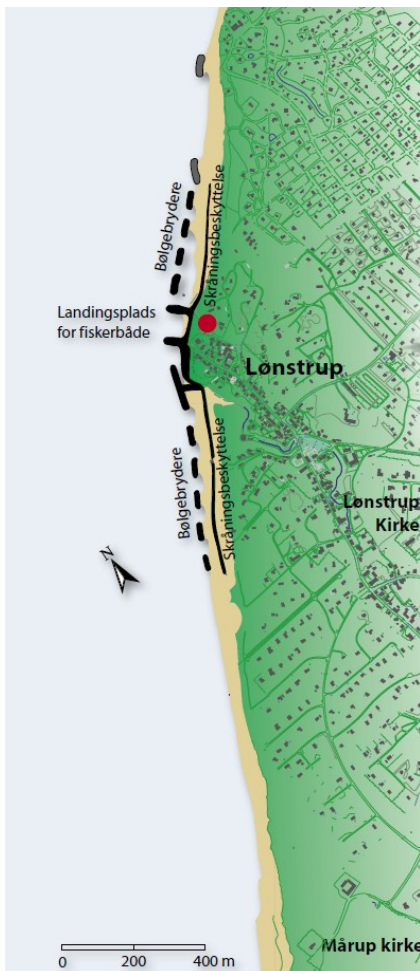 Bølgebrydere
Skråningsbeskyttelse
Landingsplads
for fiskerbåde
Lønstrup
Bølgebrydere
Skråningsbeskyttelse
Lønstrup
Kirke
N
Mårup kirke
0 200 400 m